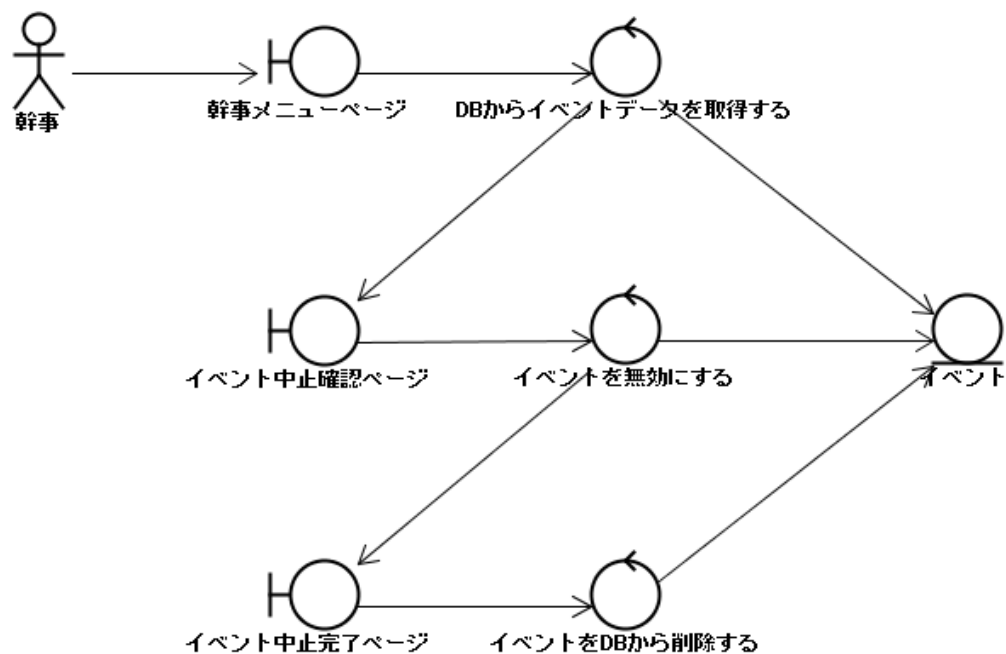 幹事
幹事メニューページ
DBからイベントデータを取得する
イベント中止確認ページ
イベントを無効にする
イベント
イベント中止完了ページ
イベントをDBから削除する